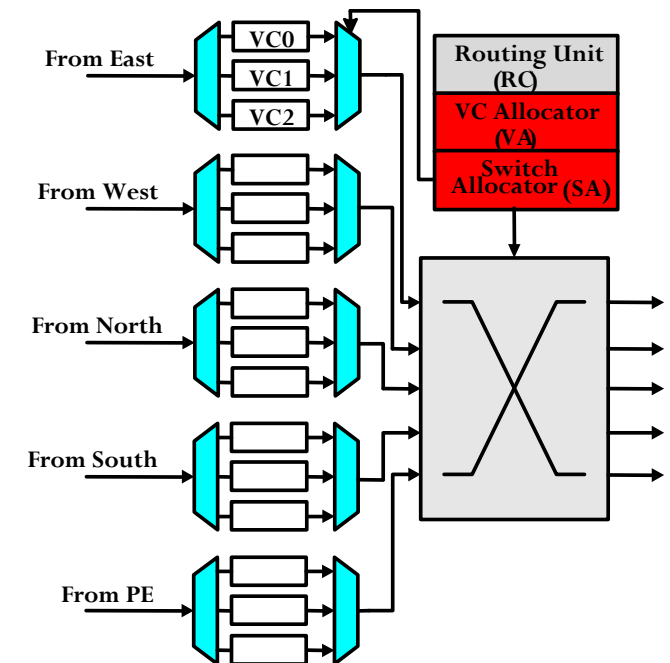 From East
VC0
VC1
VC2
Routing Unit
(RC)
VC Allocator
(VA)
Switch
Allocator (SA)
From West
From North
From South
From PE